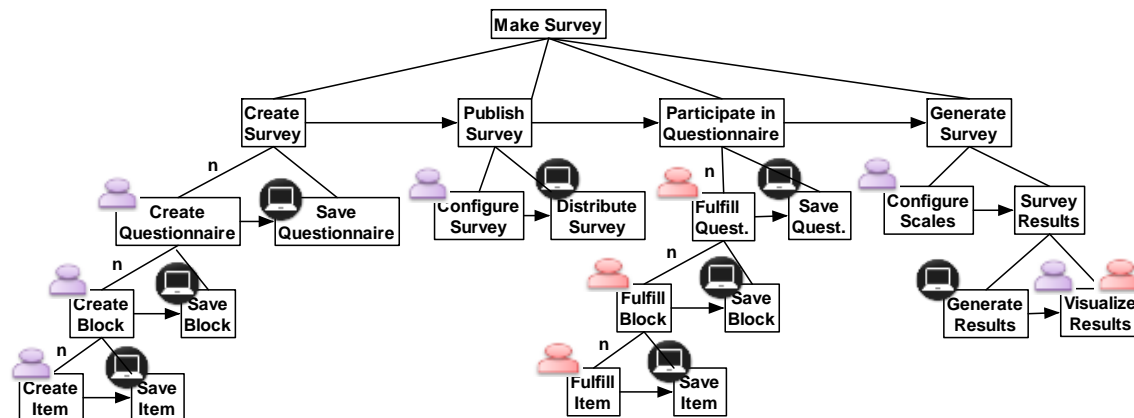 Make Survey
Create
Survey
Publish
Survey
Participate in
Questionnaire
Generate
Survey
n
n
Create
Questionnaire
Save
Questionnaire
Configure
Survey
Distribute
Survey
Fulfill
Quest.
Save
Quest.
Configure
Scales
Survey
Results
n
n
Create
Block
Save
Block
Fulfill
Block
Save
Block
Generate
Results
Visualize
Results
n
n
Create
Item
Save
Item
Fulfill
Item
Save
Item